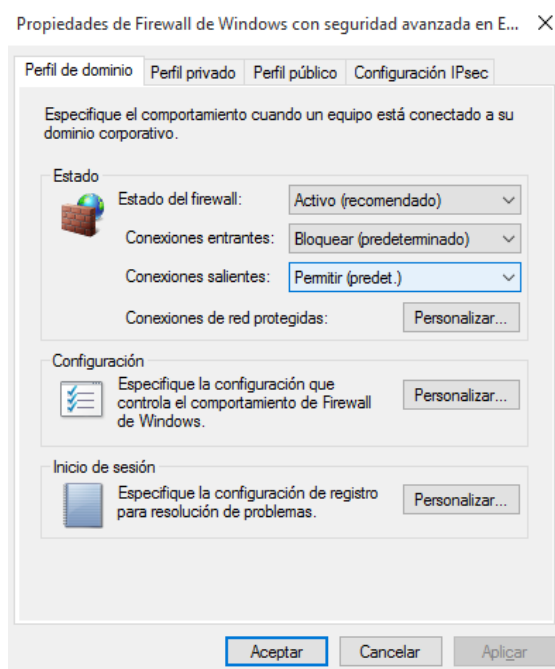 Propiedades de Firewall de Windows con seguridad avanzada en E...
Perfil de dominio
Perfil privado
Perfil público
Configuración IPsec
Especifique el comportamiento cuando un equipo está conectado a su
dominio corporativo.
Estado
Estado del firewall:
Activo (recomendado)
Conexiones entrantes:
Bloquear (predeterminado)
Conexiones salientes:
Permitir (predet.)
Conexiones de red protegidas:
Personalizar...
Configuración
Especifique la configuración que
controla el comportamiento de Firewall
de Windows.
Personalizar...
Inicio de sesión
Especifique la configuración de registro
para resolución de problemas.
Personalizar...
Aceptar
Cancelar
Aplicar